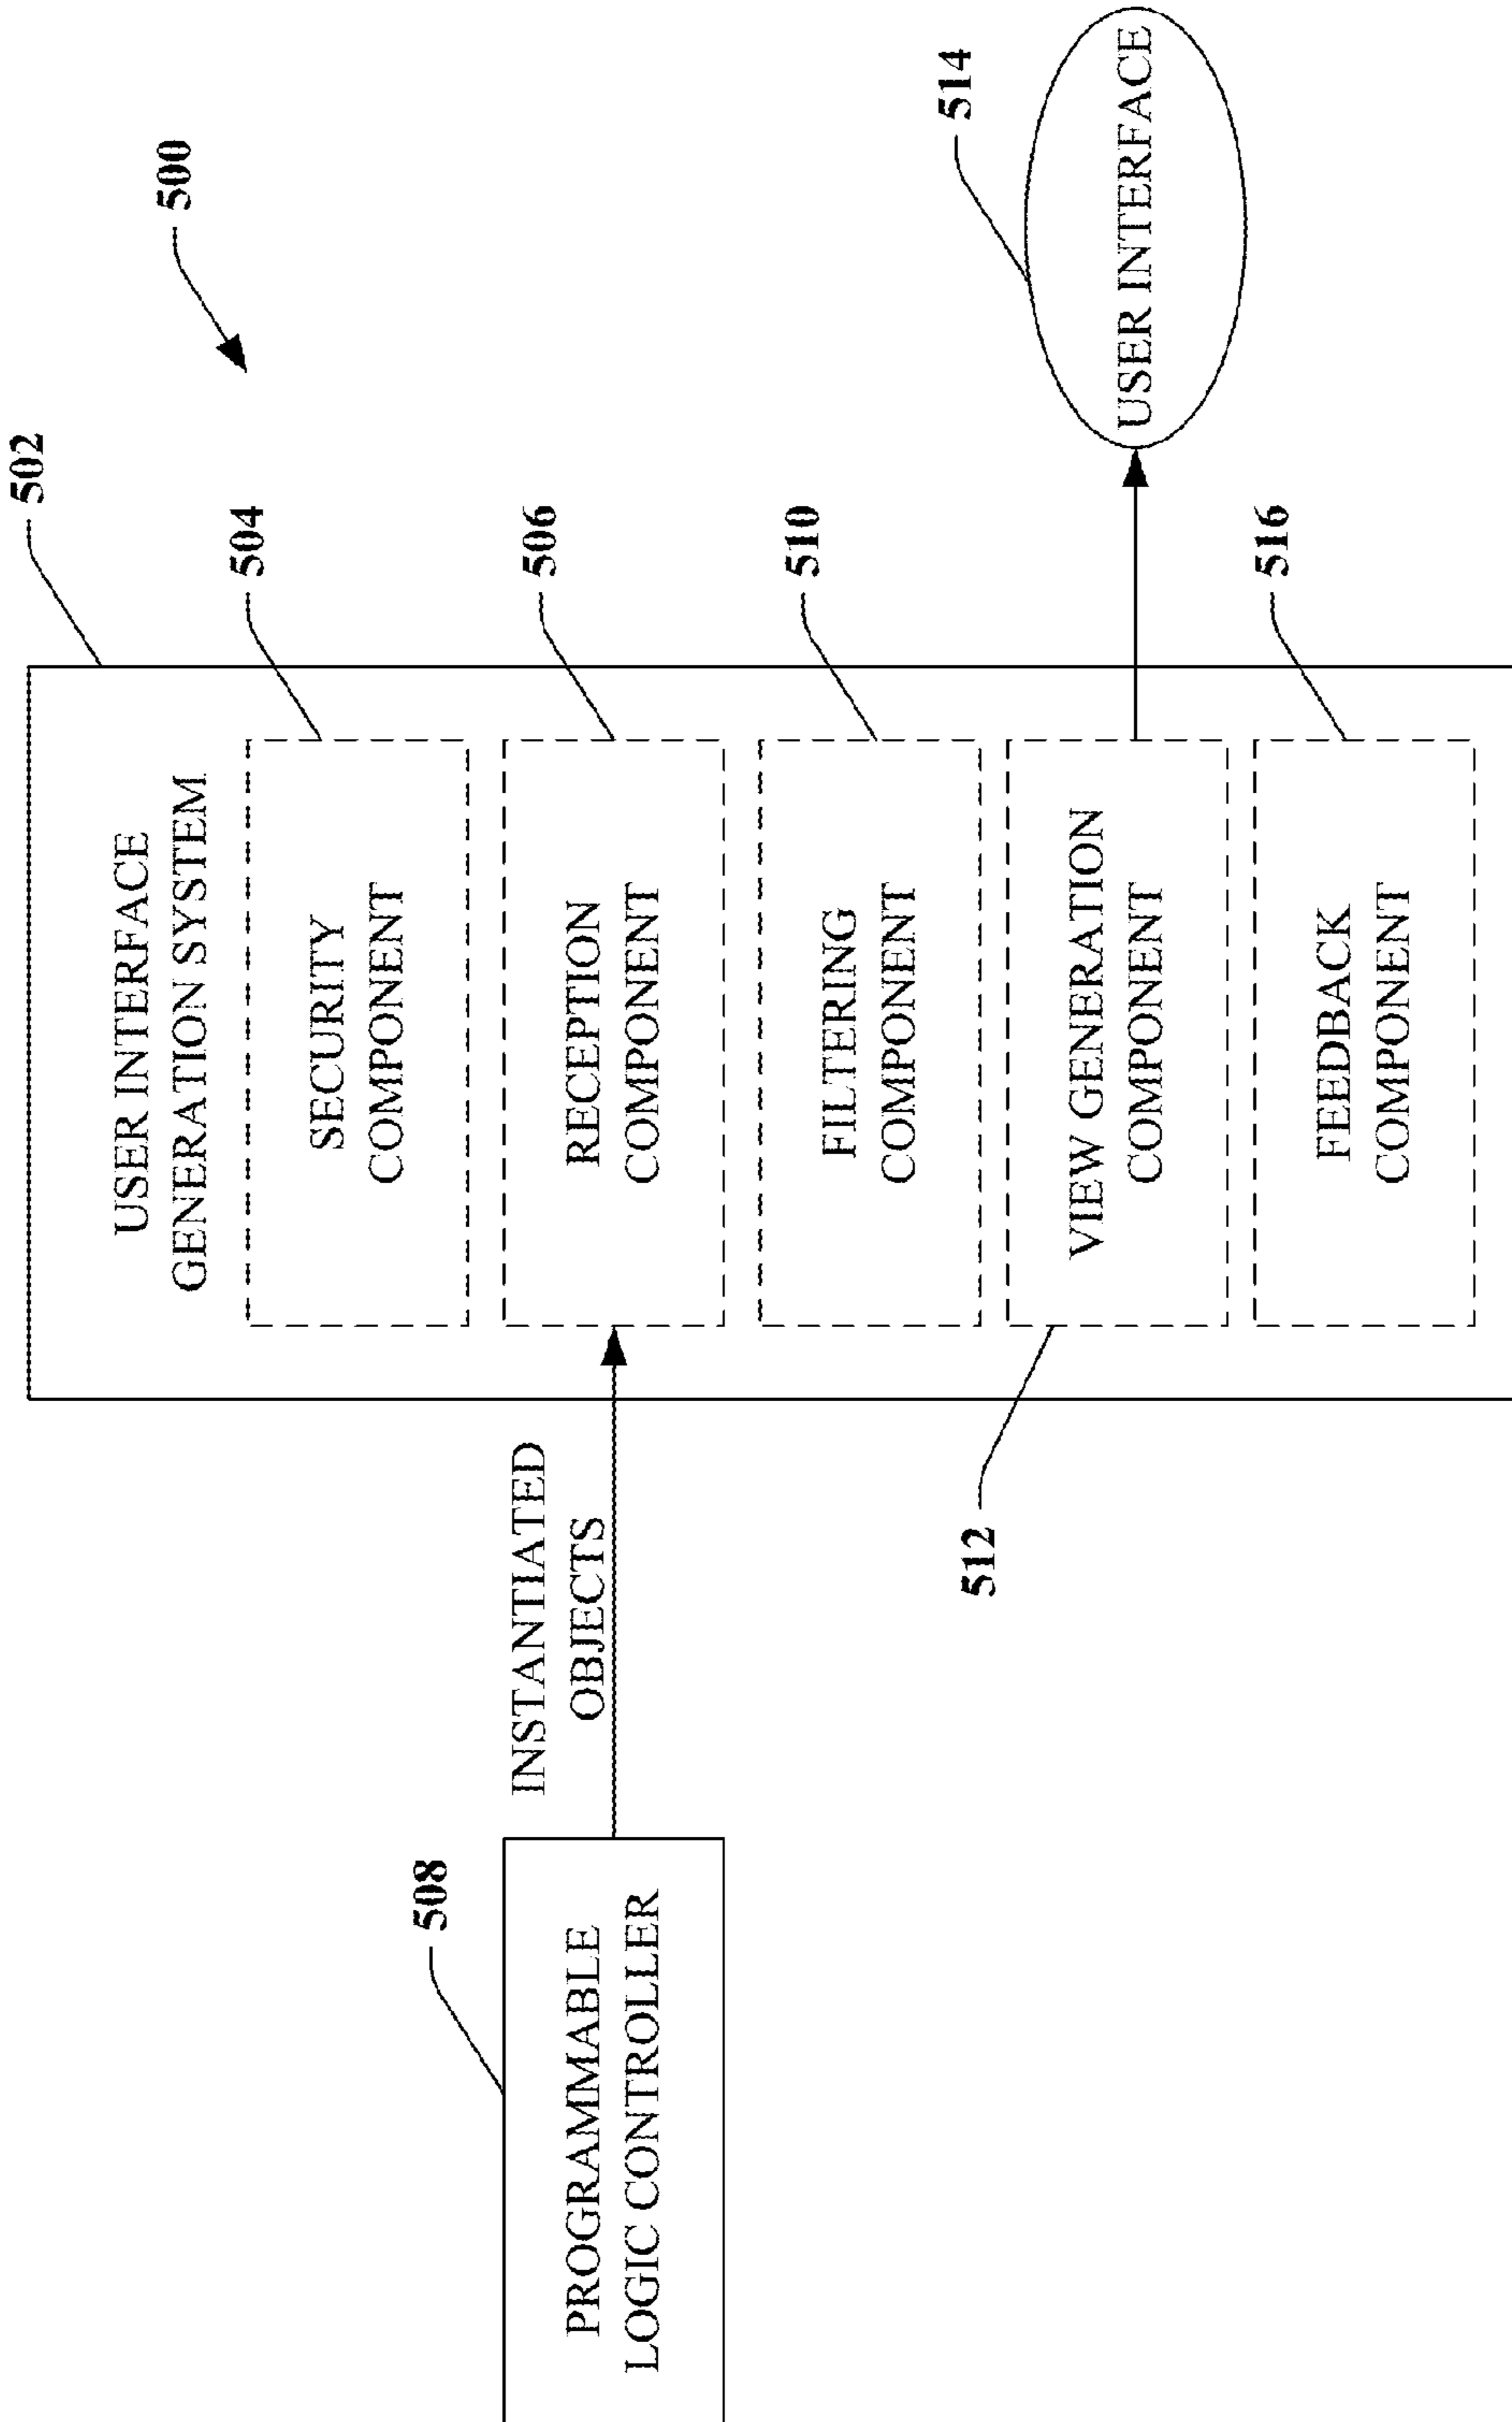 500
502
USER INTERFACE
GENERATION SYSTEM
504
SECURITY
COMPONENT
508
PROGRAMMABLE
LOGIC CONTROLLER
INSTANTIATED
OBJECTS
506
RECEPTION
COMPONENT
510
FILTERING
COMPONENT
512
VIEW GENERATION
COMPONENT
514
USER INTERFACE
516
FEEDBACK
COMPONENT